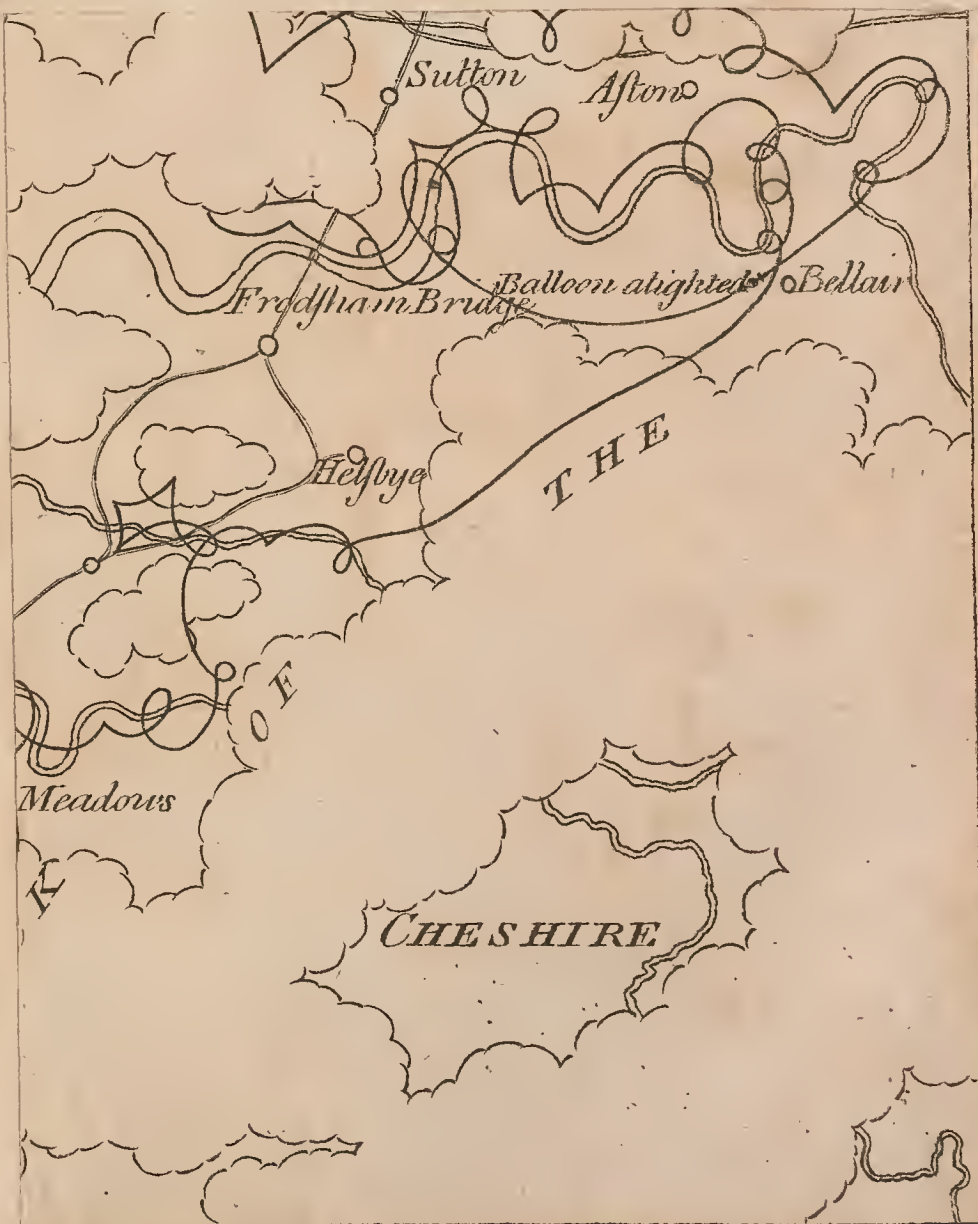 Sutton
Aſton
Frodſham Bridge
Balloon alighted
Bellair
THE
Helſbye
OF
Meadows
K
CHESHIRE